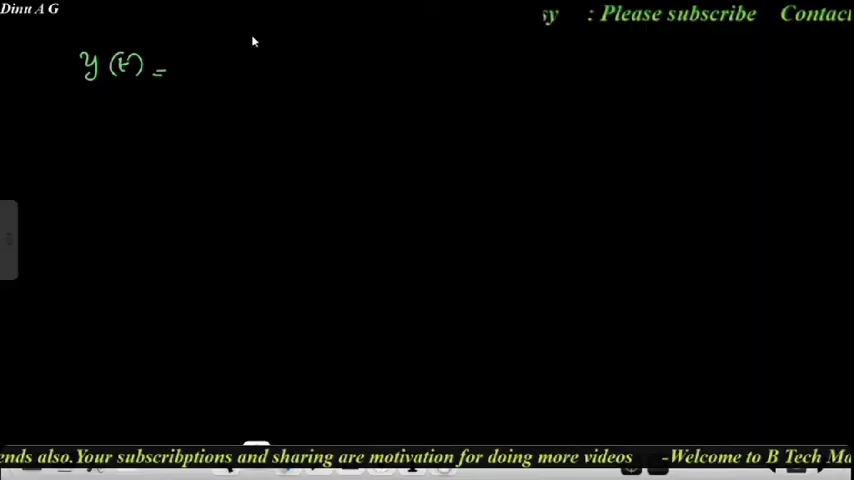 Dinu A G
sy : Please subscribe Contac
y (t) =
ends also.Your subscribptions and sharing are motivation for doing more videos -Welcome to B Tech Ma